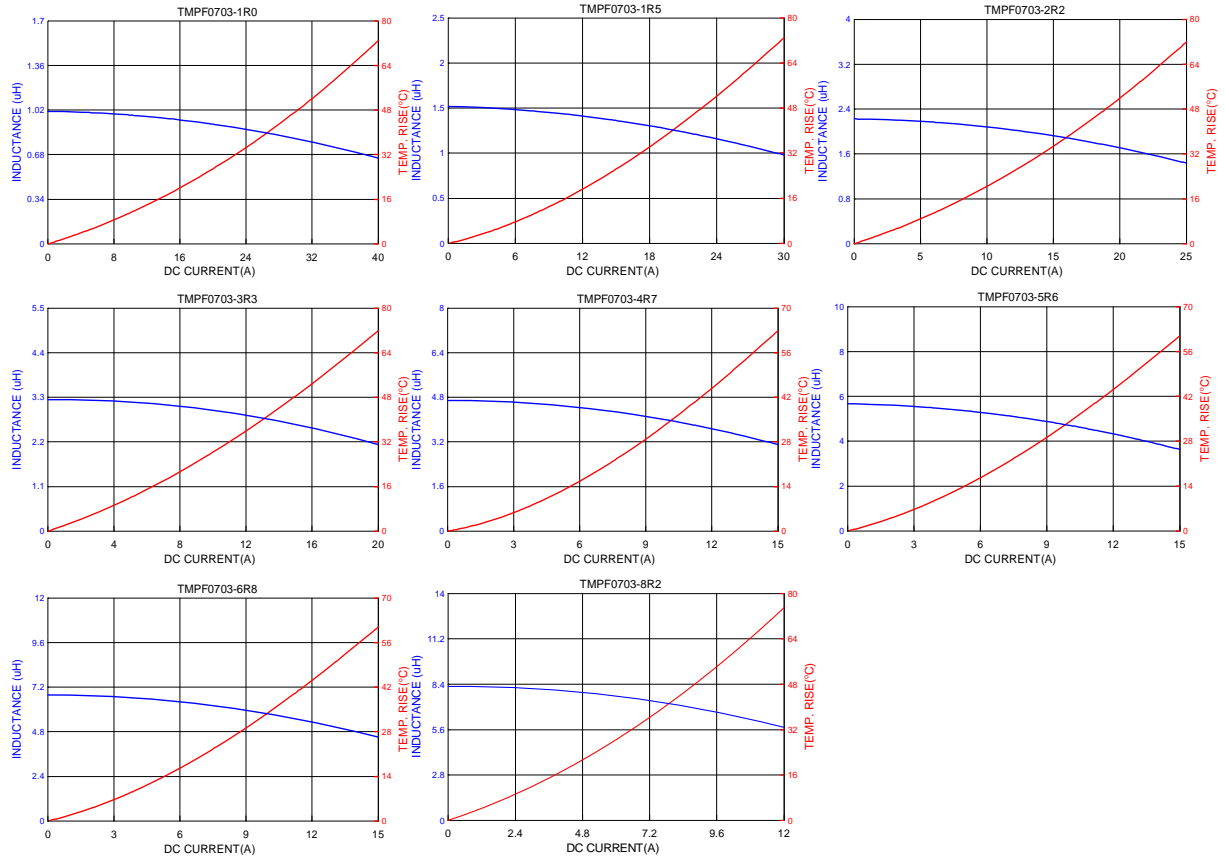 TMPF0703-1R0
1.7
1.36
1.02
0.68
0.34
0
80
64
48
32
16
0
0 8 16 24 32 40
INDUCTANCE (uH)
TEMP. RISE(°C)
DC CURRENT(A)
TMPF0703-1R5
2.5
2
1.5
1
0.5
0
80
64
48
32
16
0
0 6 12 18 24 30
INDUCTANCE (uH)
TEMP. RISE(°C)
DC CURRENT(A)
TMPF0703-2R2
4
3.2
2.4
1.6
0.8
0
80
64
48
32
16
0
0 5 10 15 20 25
INDUCTANCE (uH)
TEMP. RISE(°C)
DC CURRENT(A)
TMPF0703-3R3
5.5
4.4
3.3
2.2
1.1
0
80
64
48
32
16
0
0 4 8 12 16 20
INDUCTANCE (uH)
TEMP. RISE(°C)
DC CURRENT(A)
TMPF0703-4R7
8
6.4
4.8
3.2
1.6
0
70
56
42
28
14
0
0 3 6 9 12 15
INDUCTANCE (uH)
TEMP. RISE(°C)
DC CURRENT(A)
TMPF0703-5R6
10
8
6
4
2
0
70
56
42
28
14
0
0 3 6 9 12 15
INDUCTANCE (uH)
TEMP. RISE(°C)
DC CURRENT(A)
TMPF0703-6R8
12
9.6
7.2
4.8
2.4
0
70
56
42
28
14
0
0 3 6 9 12 15
INDUCTANCE (uH)
TEMP. RISE(°C)
DC CURRENT(A)
TMPF0703-8R2
14
11.2
8.4
5.6
2.8
0
80
64
48
32
16
0
0 2.4 4.8 7.2 9.6 12
INDUCTANCE (uH)
TEMP. RISE(°C)
DC CURRENT(A)